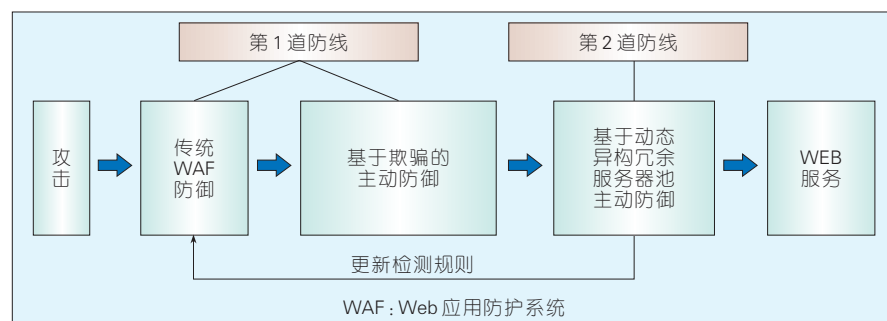 第1道防线
第2道防线
攻
击
传统
WAF
防御
基于欺骗的
主动防御
基于动态
异构冗余
服务器池
主动防御
WEB
服务
更新检测规则
WAF:Web应用防护系统